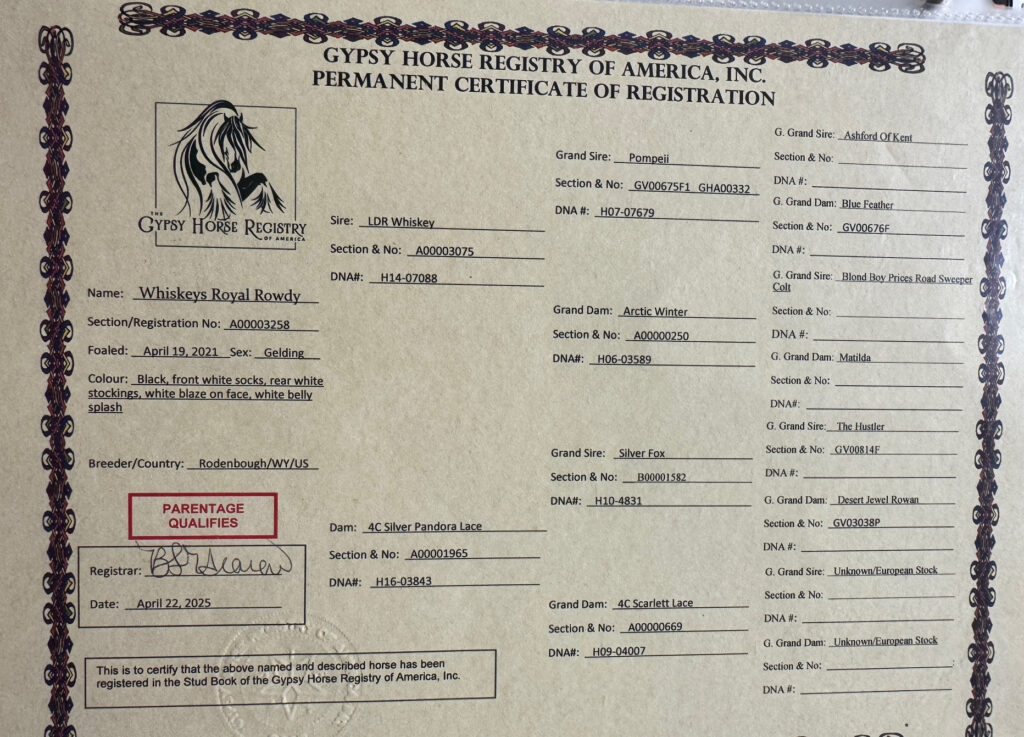 GYPSY HORSE REGISTRY OF AMERICA, INC.
PERMANENT CERTIFICATE OF REGISTRATION
THE
GYPSY HORSE REGISTRY
OF AMERICA
Name: Whiskeys Royal Rowdy
Section/Registration No: A00003258
Foaled: April 19, 2021 Sex: Gelding
Colour: Black, front white socks, rear white
stockings, white blaze on face, white belly
splash
Breeder/Country: Rodenbough/WY/US
PARENTAGE
QUALIFIES
Registrar:
Date: April 22, 2025
This is to certify that the above named and described horse has been
registered in the Stud Book of the Gypsy Horse Registry of America, Inc.
Sire: LDR Whiskey
Section & No: A00003075
DNA#: H14-07088
Dam: 4C Silver Pandora Lace
Section & No: A00001965
DNA#: H16-03843
Grand Sire: Pompeii
Section & No: GV00675F1 GHA00332
DNA #: H07-07679
Grand Dam: Arctic Winter
Section & No: A00000250
DNA#: H06-03589
Grand Sire: Silver Fox
Section & No: B00001582
DNA#: H10-4831
Grand Dam: 4C Scarlett Lace
Section & No: A00000669
DNA#: H09-04007
G. Grand Sire: Ashford Of Kent
Section & No:
DNA #:
G. Grand Dam: Blue Feather
Section & No: GV00676F
DNA #:
G. Grand Sire: Blond Boy Prices Road Sweeper
Colt
Section & No:
DNA #:
G. Grand Dam: Matilda
Section & No:
DNA#:
G. Grand Sire: The Hustler
Section & No: GV00814F
DNA #:
G. Grand Dam: Desert Jewel Rowan
Section & No: GV03038P
DNA #:
G. Grand Sire: Unknown/European Stock
Section & No:
DNA #:
G. Grand Dam: Unknown/European Stock
Section & No:
DNA #: